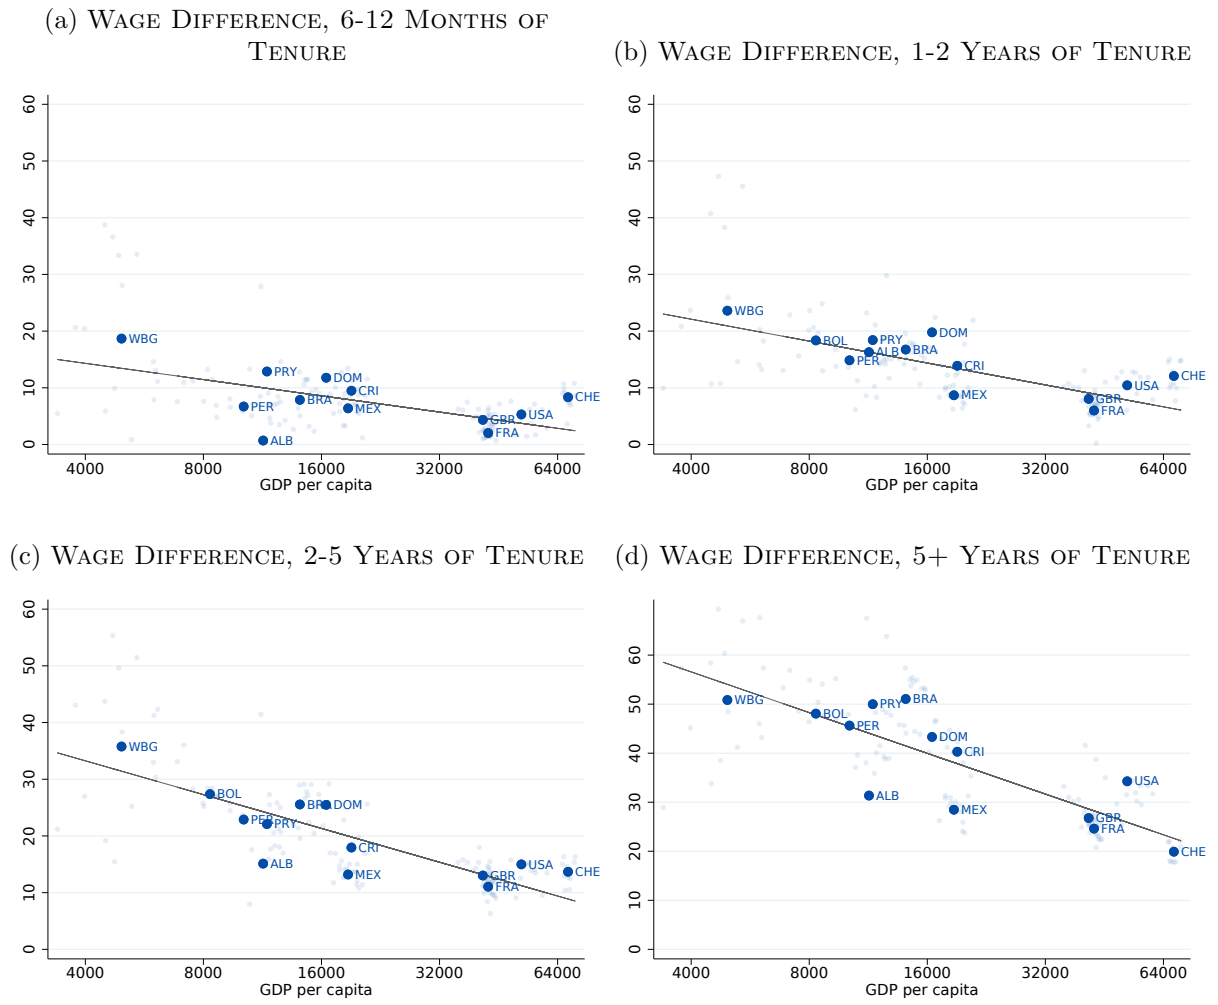 (a) Wage Difference, 6-12 Months of
Tenure
60
50
40
30
20
10
0
WBG
PRY
DOM
CRI
PER
BRA
MEX
ALB
GBR
FRA
USA
CHE
4000 8000 16000 32000 64000
GDP per capita
(b) Wage Difference, 1-2 Years of Tenure
60
50
40
30
20
10
0
WBG
BOL
PRY
ALB
PER
BRA
DOM
CRI
MEX
GBR
FRA
USA
CHE
4000 8000 16000 32000 64000
GDP per capita
(c) Wage Difference, 2-5 Years of Tenure
60
50
40
30
20
10
0
WBG
BOL
PER
PRY
BRA
DOM
ALB
CRI
MEX
GBR
FRA
USA
CHE
4000 8000 16000 32000 64000
GDP per capita
(d) Wage Difference, 5+ Years of Tenure
60
50
40
30
20
10
0
WBG
BOL
PER
PRY
BRA
DOM
CRI
ALB
MEX
USA
GBR
FRA
CHE
4000 8000 16000 32000 64000
GDP per capita